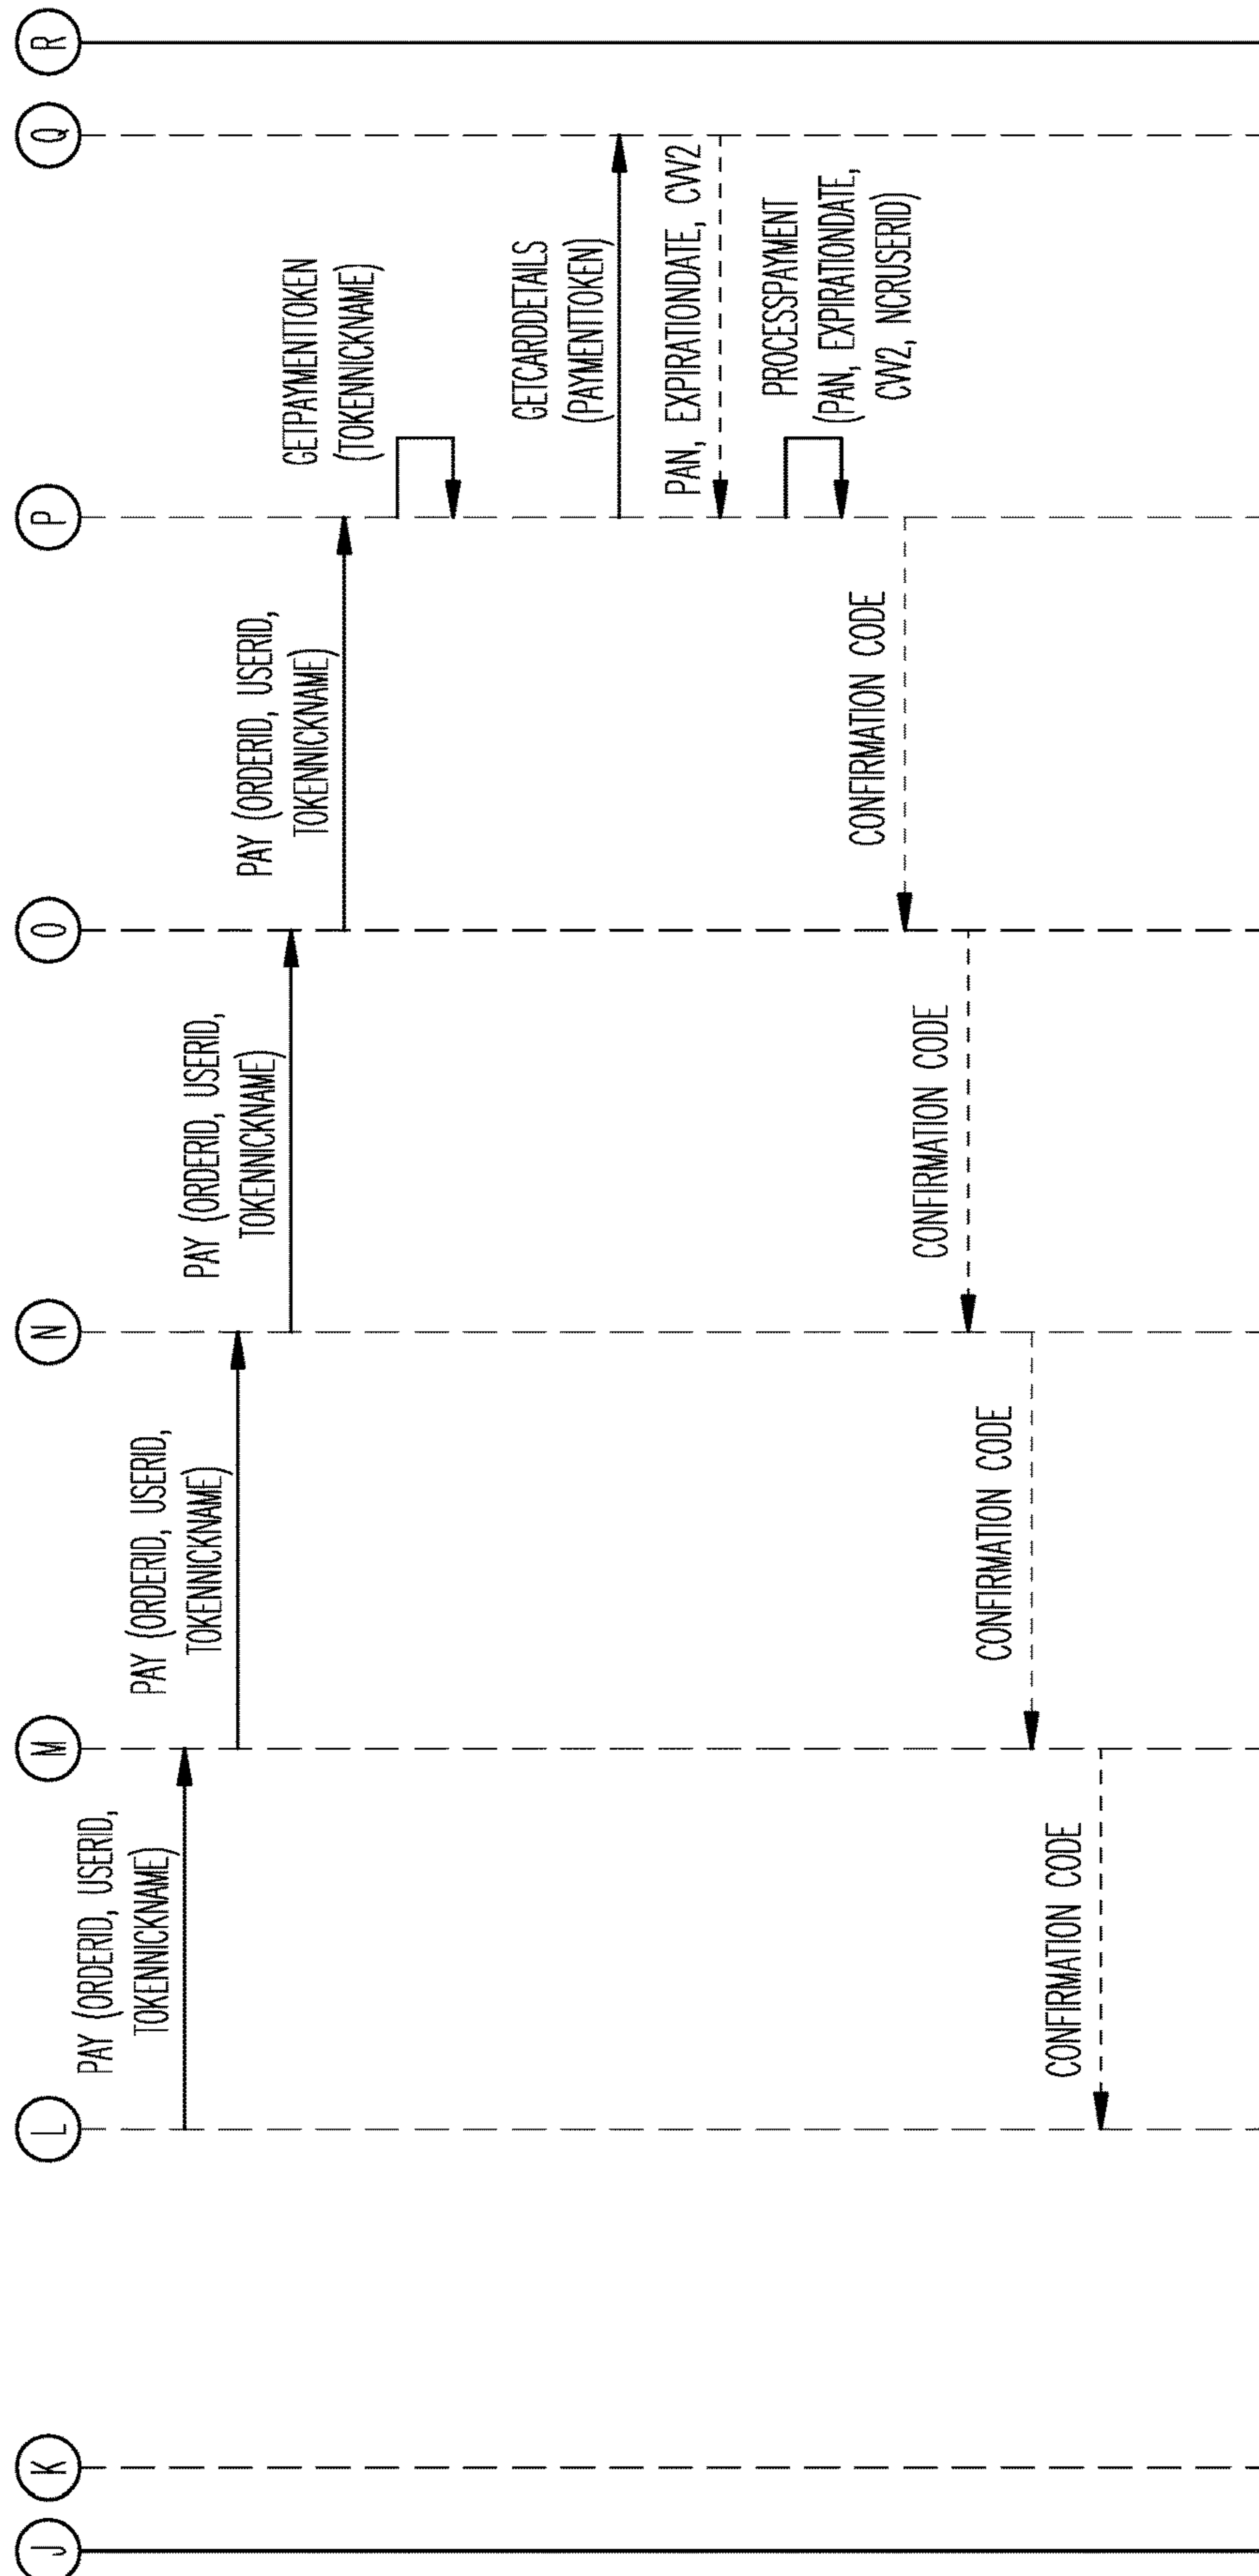 J
K
L
M
N
O
P
Q
R
PAY (ORDERID, USERID,
TOKENNICKNAME)
PAY (ORDERID, USERID,
TOKENNICKNAME)
PAY (ORDERID, USERID,
TOKENNICKNAME)
PAY (ORDERID, USERID,
TOKENNICKNAME)
GETPAYMENTTOKEN
(TOKENNICKNAME)
GETCARDDETAILS
(PAYMENTTOKEN)
PAN, EXPIRATIONDATE, CVV2
PROCESSPAYMENT
(PAN, EXPIRATIONDATE,
CVV2, NCRUSERID)
CONFIRMATION CODE
CONFIRMATION CODE
CONFIRMATION CODE
CONFIRMATION CODE